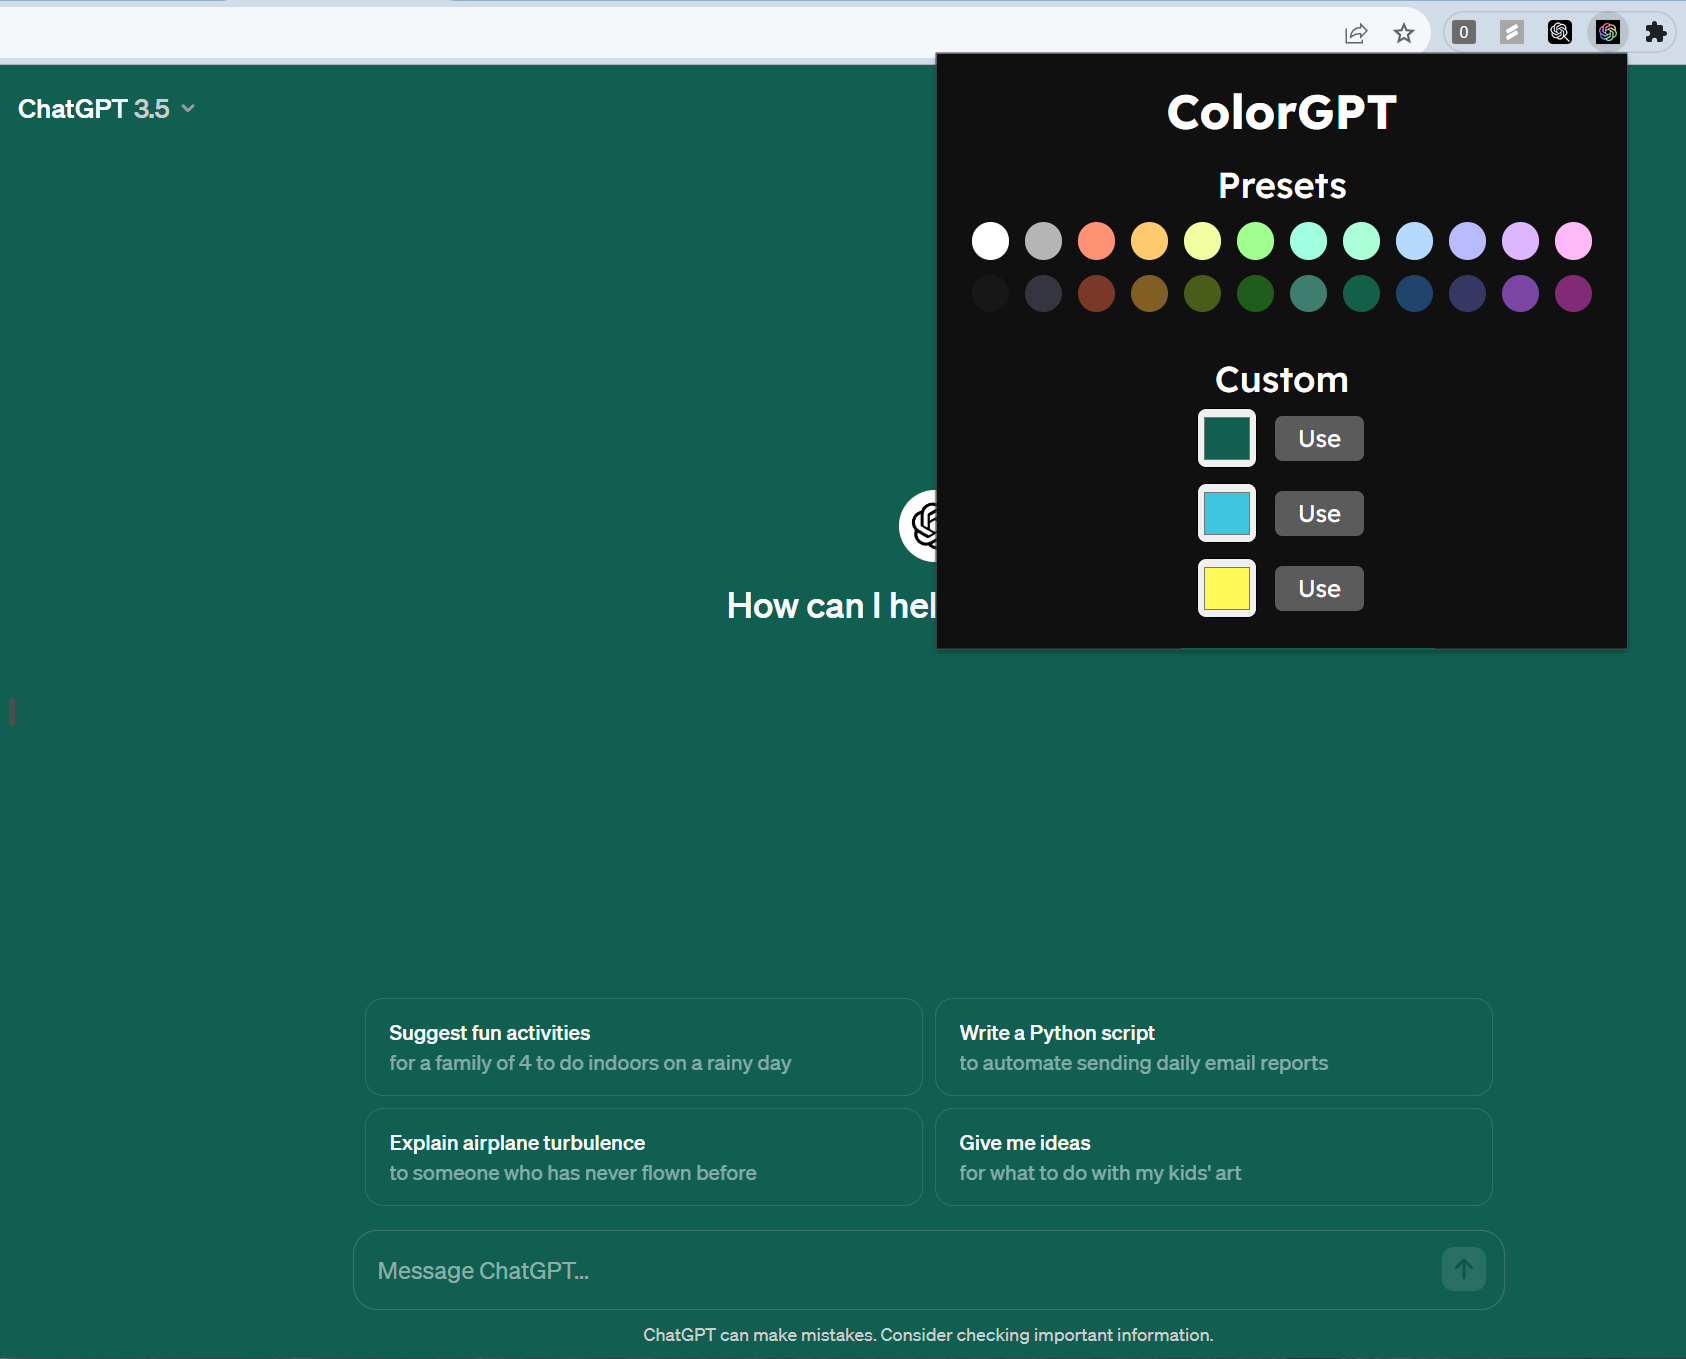 0
ChatGPT 3.5
ColorGPT
Presets
Custom
Use
Use
Use
How can I hel
Suggest fun activities
for a family of 4 to do indoors on a rainy day
Write a Python script
to automate sending daily email reports
Explain airplane turbulence
to someone who has never flown before
Give me ideas
for what to do with my kids' art
Message ChatGPT...
ChatGPT can make mistakes. Consider checking important information.